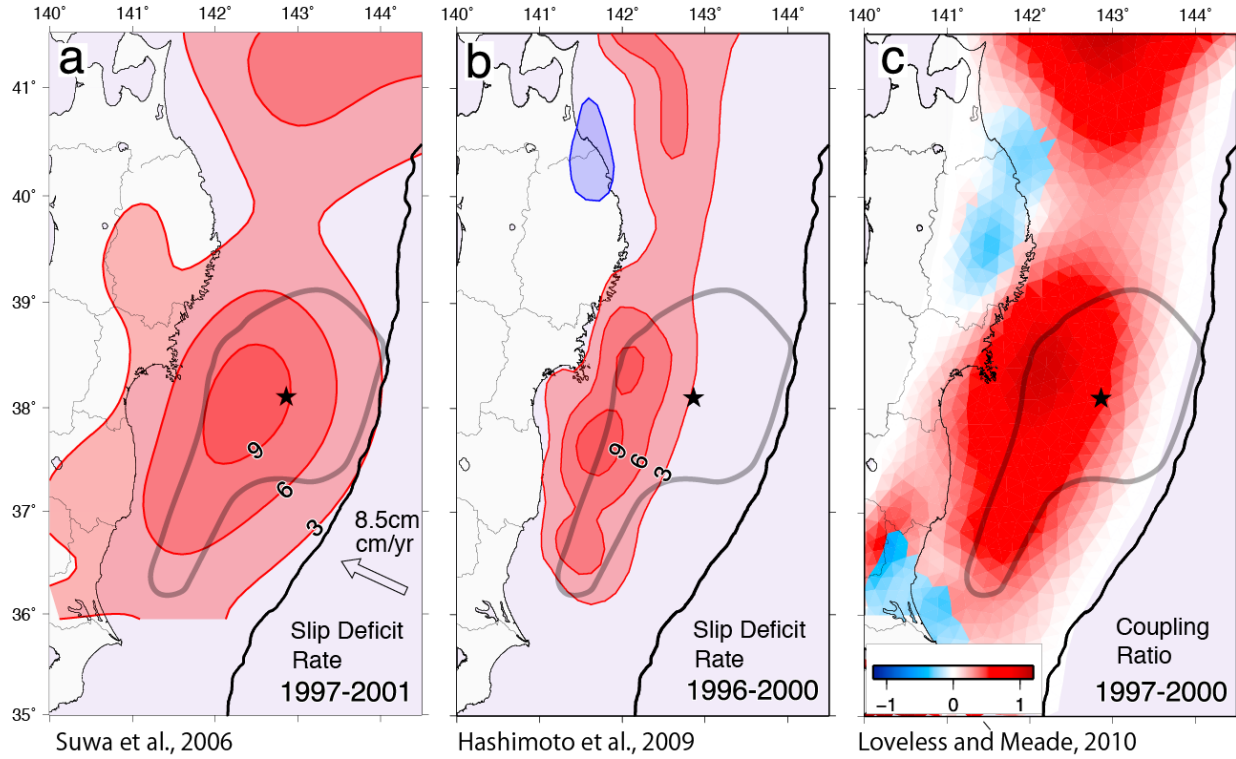 140° 141° 142° 143° 144° 140° 141° 142° 143° 144° 140° 141° 142° 143° 144°
a b c
41°
40°
39°
38°
37°
36°
35°
9
6
3
8.5cm
cm/yr
Slip Deficit
Rate
1997-2001
9 6 3
Slip Deficit
Rate
1996-2000
Coupling
Ratio
1997-2000
−1 0 1
Suwa et al., 2006 Hashimoto et al., 2009 Loveless and Meade, 2010